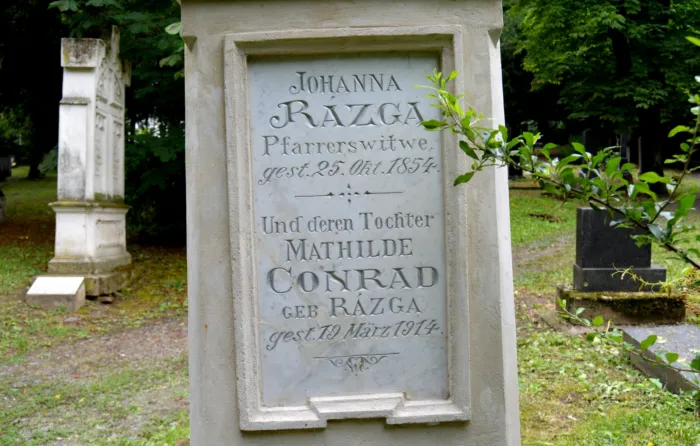 JOHANNA
RÁZGA
Pfarrerswitwe,
gest. 25. Okt. 1854.
Und deren Tochter
MATHILDE
CONRAD
GEB RÁZGA
gest. 19 März 1914.